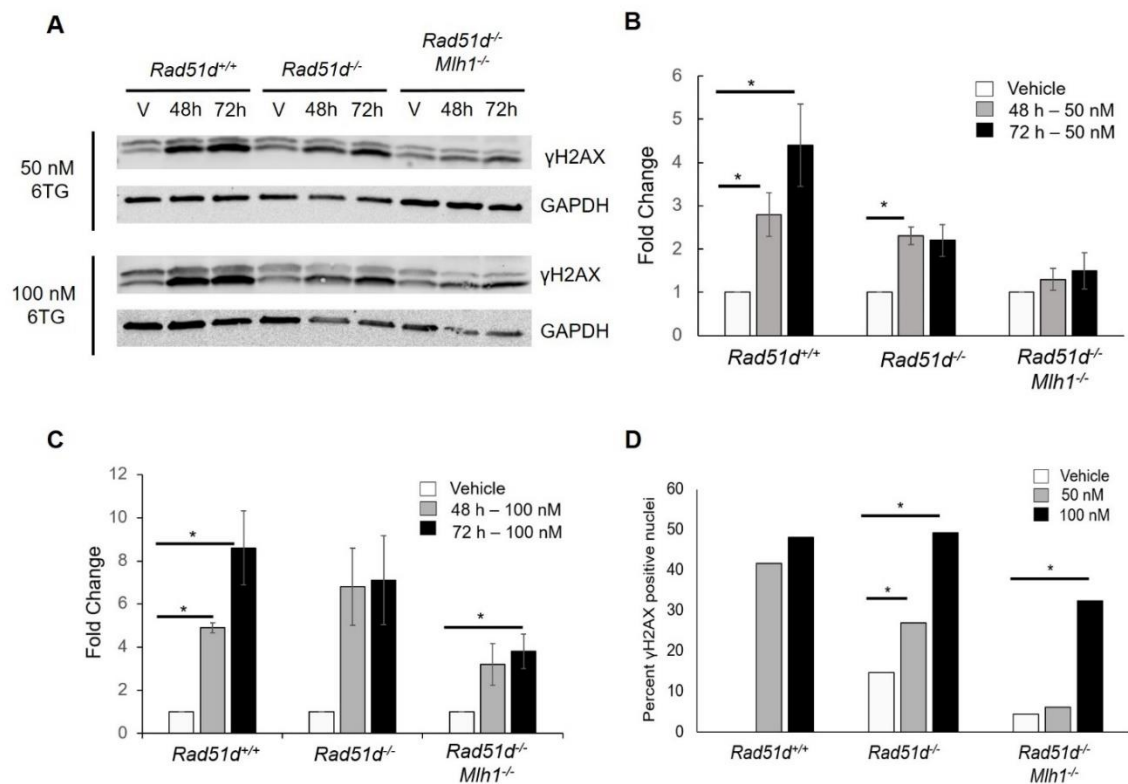 A
Rad51d+/+
Rad51d-/-
Rad51d-/-
Mlh1-/-
V 48h 72h V 48h 72h V 48h 72h
50 nM
6TG
γH2AX
GAPDH
100 nM
6TG
γH2AX
GAPDH
B
Fold Change
6
5
4
3
2
1
0
* * *
Vehicle
48 h – 50 nM
72 h – 50 nM
Rad51d+/+
Rad51d-/-
Rad51d-/-
Mlh1-/-
C
Fold Change
12
10
8
6
4
2
0
* * *
Vehicle
48 h – 100 nM
72 h – 100 nM
Rad51d+/+
Rad51d-/-
Rad51d-/-
Mlh1-/-
D
Percent γH2AX positive nuclei
60
50
40
30
20
10
0
* * *
Vehicle
50 nM
100 nM
Rad51d+/+
Rad51d-/-
Rad51d-/-
Mlh1-/-